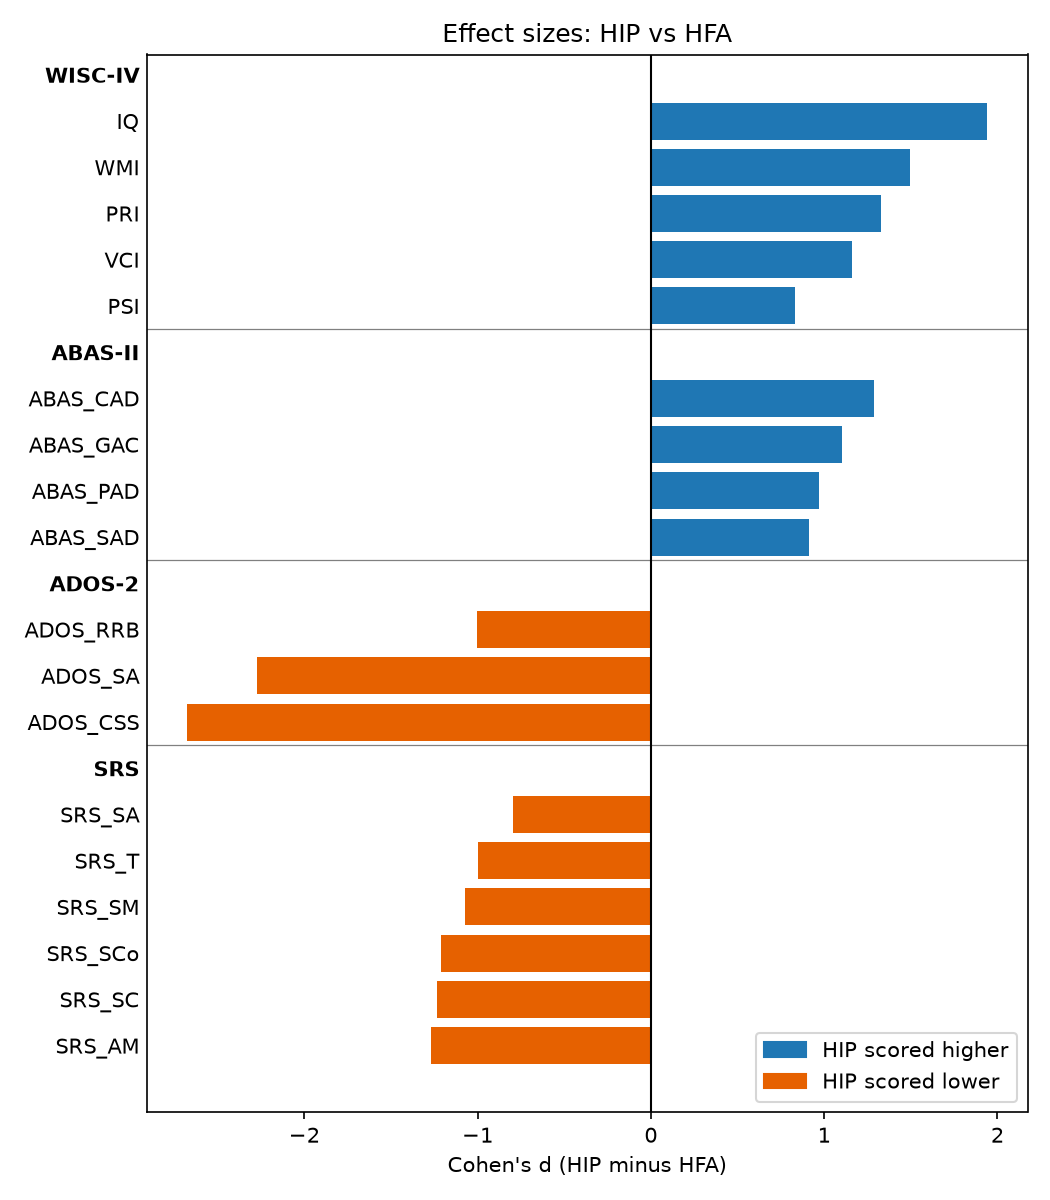 Effect sizes: HIP vs HFA
WISC-IV
IQ
WMI
PRI
VCI
PSI
ABAS-II
ABAS_CAD
ABAS_GAC
ABAS_PAD
ABAS_SAD
ADOS-2
ADOS_RRB
ADOS_SA
ADOS_CSS
SRS
SRS_SA
SRS_T
SRS_SM
SRS_SCo
SRS_SC
SRS_AM
HIP scored higher
HIP scored lower
−2 −1 0 1 2
Cohen's d (HIP minus HFA)